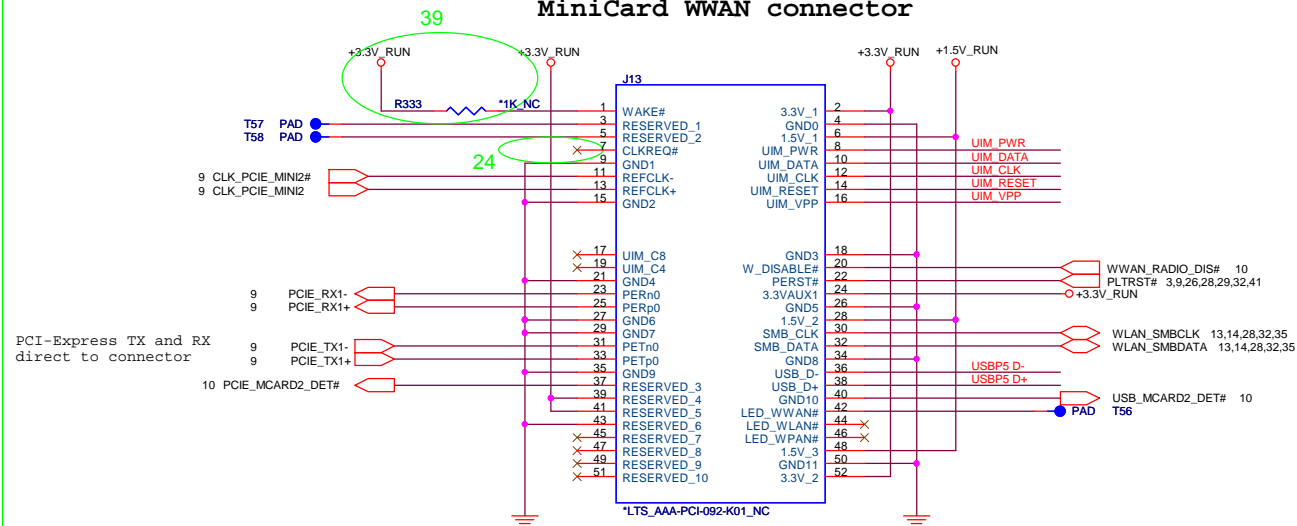 MiniCard WWAN connector
39
+3.3V_RUN
+3.3V_RUN
+3.3V_RUN
+1.5V_RUN
J13
R333
*1K_NC
T57 PAD
T58 PAD
24
9 CLK_PCIE_MINI2#
9 CLK_PCIE_MINI2
9 PCIE_RX1-
9 PCIE_RX1+
PCI-Express TX and RX
direct to connector
9 PCIE_TX1-
9 PCIE_TX1+
10 PCIE_MCARD2_DET#
1 WAKE#
3 RESERVED_1
5 RESERVED_2
7 CLKREQ#
9 GND1
11 REFCLK-
13 REFCLK+
15 GND2
17 UIM_C8
19 UIM_C4
21 GND4
23 PERn0
25 PERp0
27 GND6
29 GND7
31 PETn0
33 PETp0
35 GND9
37 RESERVED_3
39 RESERVED_4
41 RESERVED_5
43 RESERVED_6
45 RESERVED_7
47 RESERVED_8
49 RESERVED_9
51 RESERVED_10
3.3V_1 2
GND0 4
1.5V_1 6
UIM_PWR 8 UIM_PWR
UIM_DATA 10 UIM_DATA
UIM_CLK 12 UIM_CLK
UIM_RESET 14 UIM_RESET
UIM_VPP 16 UIM_VPP
GND3 18
W_DISABLE# 20 WWAN_RADIO_DIS# 10
PERST# 22 PLTRST# 3,9,26,28,29,32,41
3.3VAUX1 24 +3.3V_RUN
GND5 26
1.5V_2 28
SMB_CLK 30 WLAN_SMBCLK 13,14,28,32,35
SMB_DATA 32 WLAN_SMBDATA 13,14,28,32,35
GND8 34
USB_D- 36 USBP5 D-
USB_D+ 38 USBP5 D+
GND10 40 USB_MCARD2_DET# 10
LED_WWAN# 42 PAD T56
LED_WLAN# 44
LED_WPAN# 46
1.5V_3 48
GND11 50
3.3V_2 52
*LTS_AAA-PCI-092-K01_NC